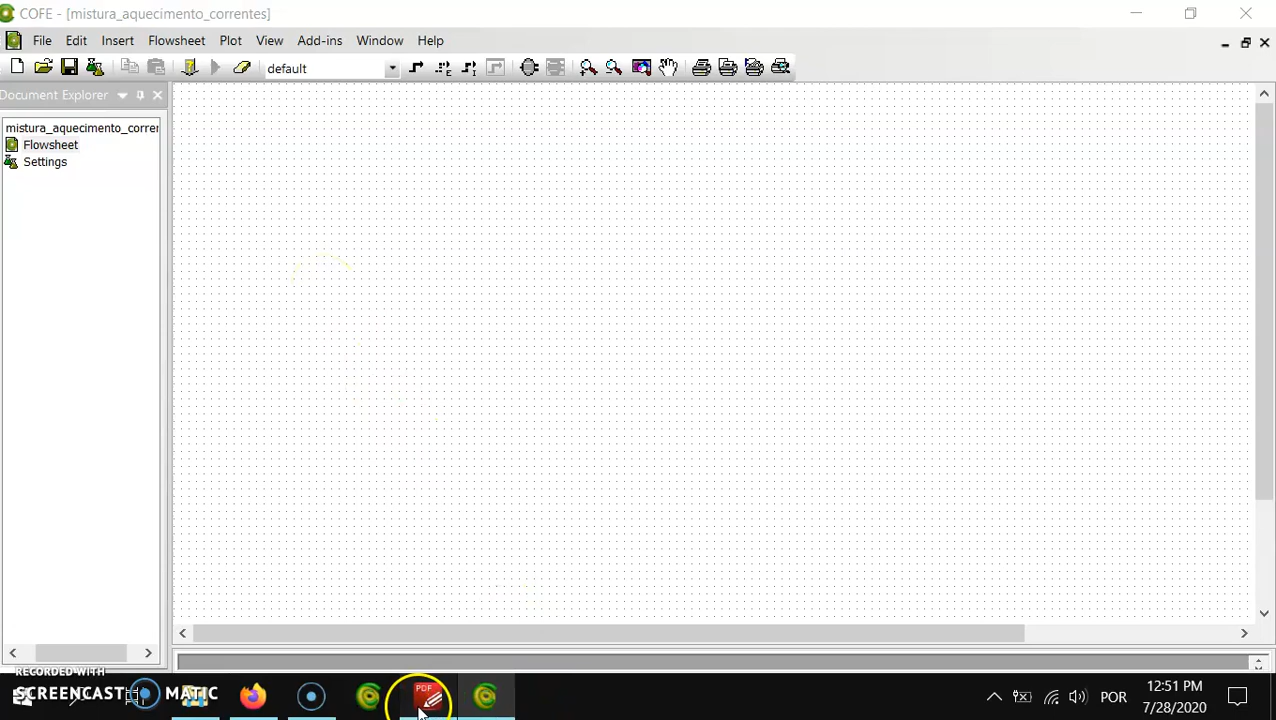 COFE - [mistura_aquecimento_correntes]
File Edit Insert Flowsheet Plot View Add-ins Window Help
default
Document Explorer
mistura_aquecimento_correr
Flowsheet
Settings
RECORDED WITH
SCREENCAST MATIC
PDF
POR
12:51 PM
7/28/2020